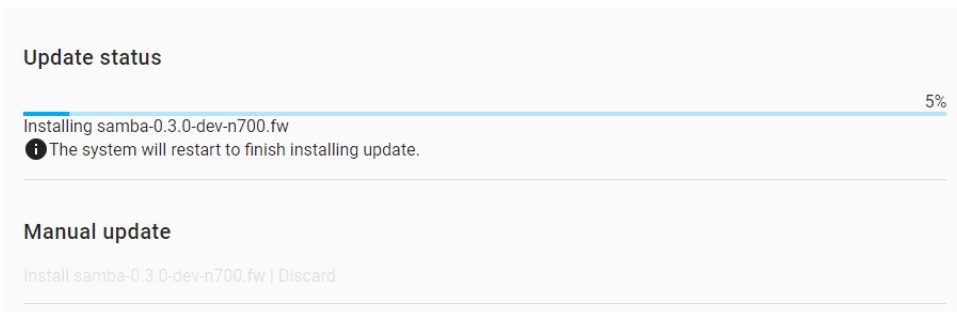 Update status
5%
Installing samba-0.3.0-dev-n700.fw
The system will restart to finish installing update.
Manual update
Install samba-0.3.0-dev-n700.fw | Discard